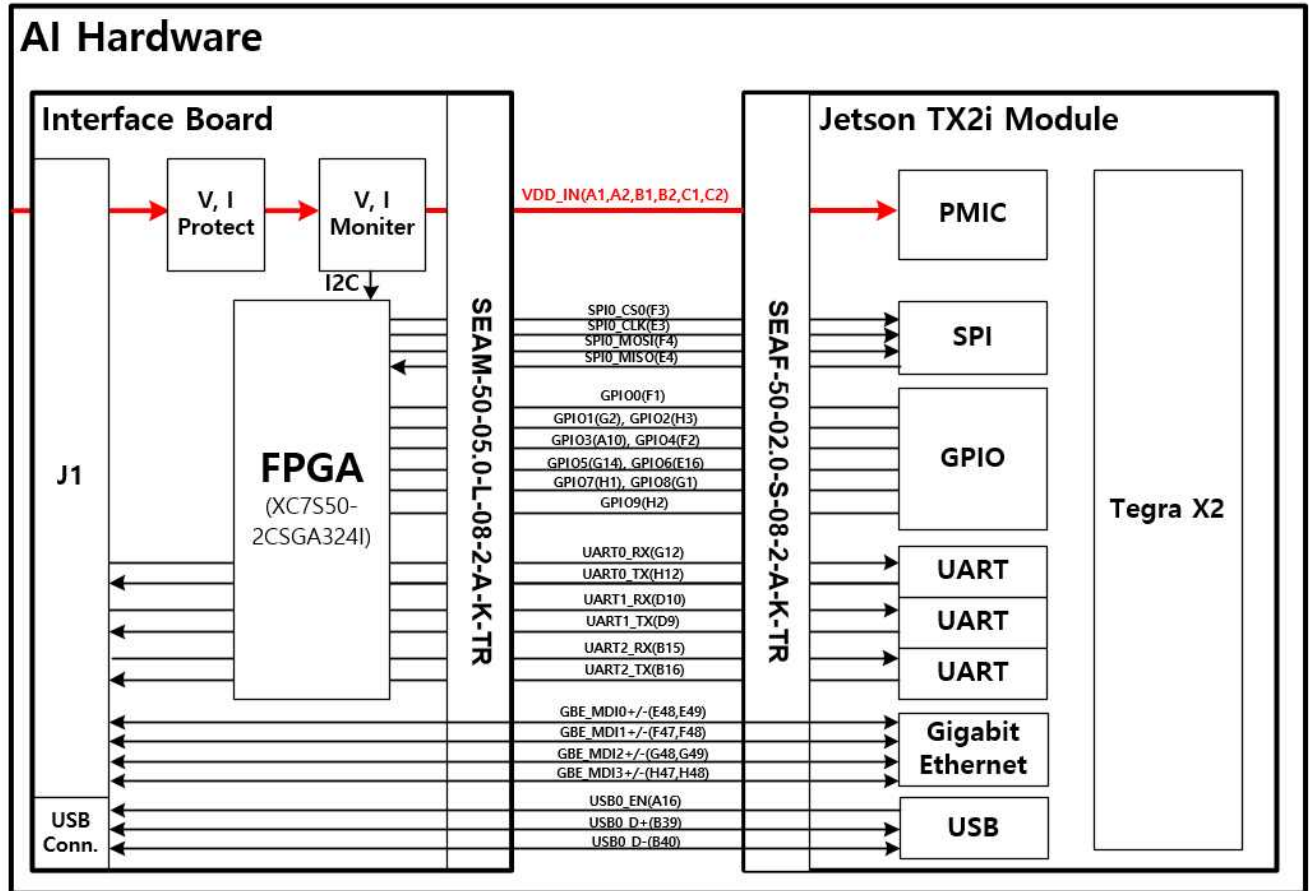 AI Hardware
Interface Board
Jetson TX2i Module
V, I
Protect
V, I
Moniter
VDD_IN(A1,A2,B1,B2,C1,C2)
PMIC
I2C
SPI0_CS0(F3)
SPI0_CLK(E3)
SPI0_MOSI(F4)
SPI0_MISO(E4)
SPI
GPIO0(F1)
GPIO1(G2), GPIO2(H3)
GPIO3(A10), GPIO4(F2)
GPIO5(G14), GPIO6(E16)
GPIO7(H1), GPIO8(G1)
GPIO9(H2)
GPIO
J1
FPGA
(XC7S50-
2CSGA324I)
SEAM-50-05.0-L-08-2-A-K-TR
SEAF-50-02.0-S-08-2-A-K-TR
Tegra X2
UART0_RX(G12)
UART0_TX(H12)
UART
UART1_RX(D10)
UART1_TX(D9)
UART
UART2_RX(B15)
UART2_TX(B16)
UART
GBE_MDI0+/-(E48,E49)
GBE_MDI1+/-(F47,F48)
GBE_MDI2+/-(G48,G49)
GBE_MDI3+/-(H47,H48)
Gigabit
Ethernet
USB0_EN(A16)
USB0_D+(B39)
USB0_D-(B40)
USB
Conn.
USB